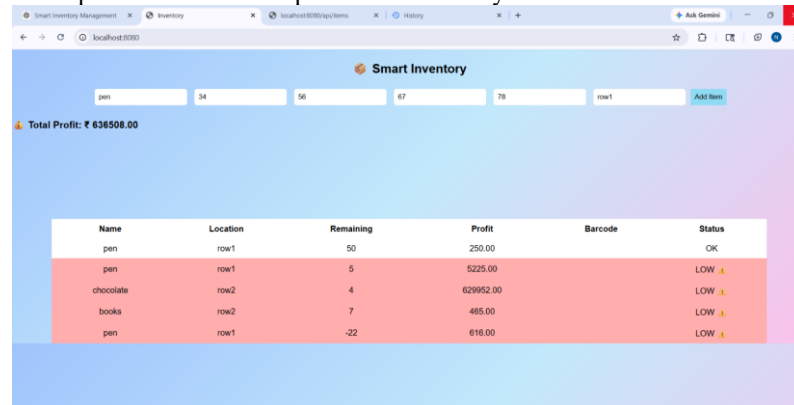 Smart Inventory Management
Inventory
localhost:8080/api/items
History
Ask Gemini
localhost:8080
N
Smart Inventory
pen 34 56 67 78 row1 Add Item
Total Profit: ₹ 636508.00
Name Location Remaining Profit Barcode Status
pen row1 50 250.00 OK
pen row1 5 5225.00 LOW
chocolate row2 4 629952.00 LOW
books row2 7 465.00 LOW
pen row1 -22 616.00 LOW